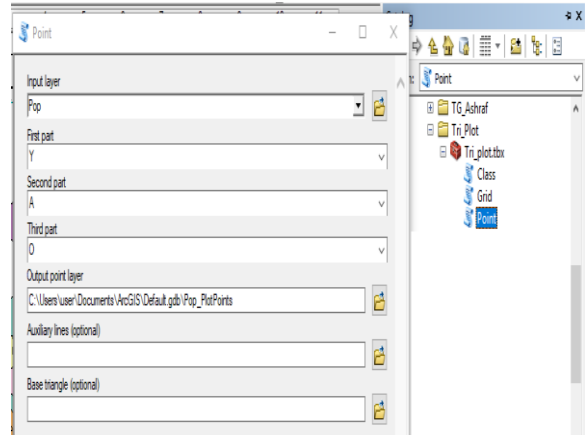 Point
Input layer
Pop
First part
Y
Second part
A
Third part
O
Output point layer
C:\Users\user\Documents\ArcGIS\Default.gdb\Pop_PlotPoints
Auxiliary lines (optional)
Base triangle (optional)
Point
TG_Ashraf
Tri_Plot
Tri_plot.tbx
Class
Grid
Point